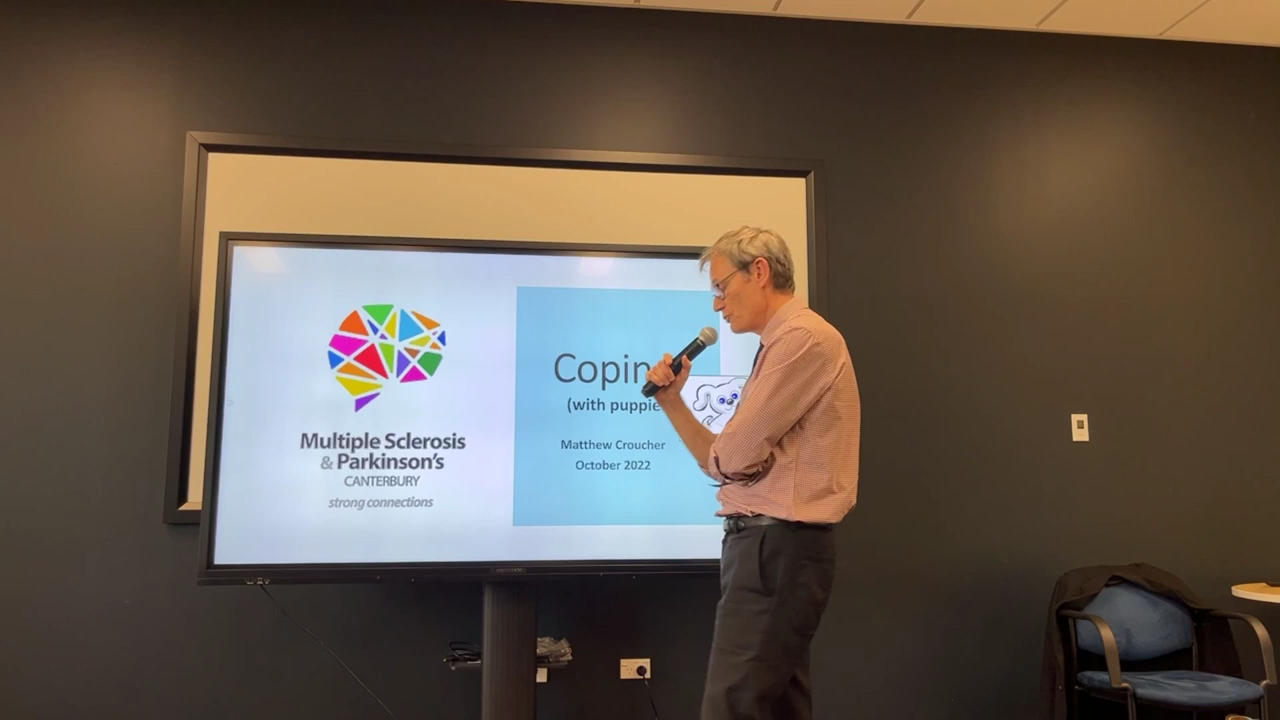 Multiple Sclerosis
& Parkinson's
CANTERBURY
strong connections
Copin
(with puppie
Matthew Croucher
October 2022